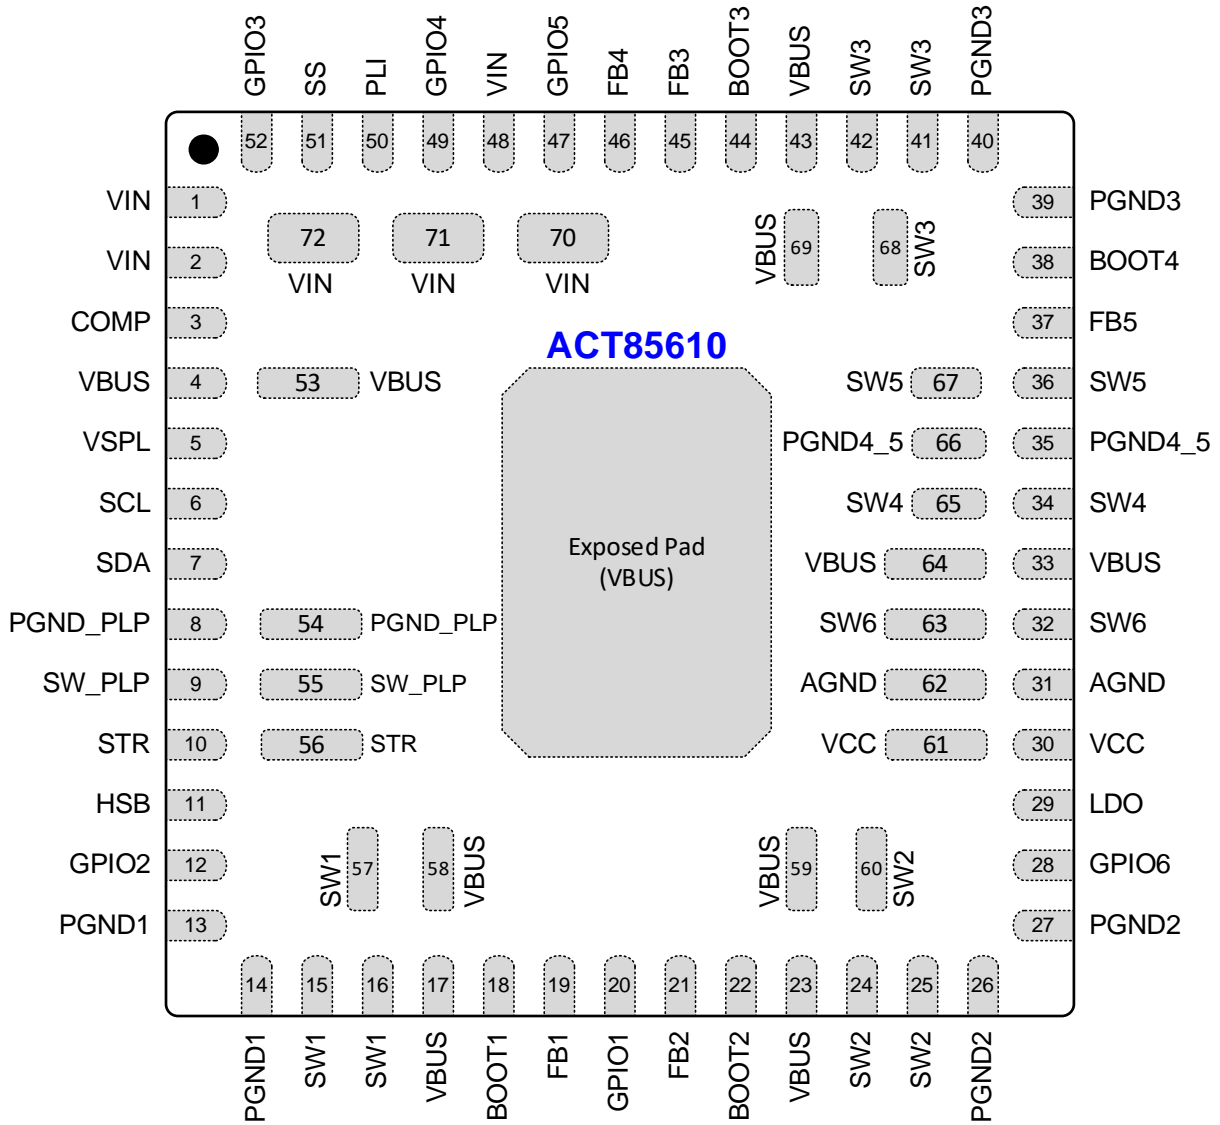 GPIO3
SS
PLI
GPIO4
VIN
GPIO5
FB4
FB3
BOOT3
VBUS
SW3
SW3
PGND3
52
51
50
49
48
47
46
45
44
43
42
41
40
VIN 1
39 PGND3
72
71
70
VBUS
69
68
SW3
VIN 2
38 BOOT4
VIN
VIN
VIN
COMP 3
37 FB5
ACT85610
VBUS 4
53 VBUS
SW5 67
36 SW5
VSPL 5
PGND4_5 66
35 PGND4_5
SCL 6
SW4 65
34 SW4
Exposed Pad
(VBUS)
SDA 7
VBUS 64
33 VBUS
PGND_PLP 8
54 PGND_PLP
SW6 63
32 SW6
SW_PLP 9
55 SW_PLP
AGND 62
31 AGND
STR 10
56 STR
VCC 61
30 VCC
HSB 11
29 LDO
GPIO2 12
SW1
57
58
VBUS
VBUS
59
60
SW2
28 GPIO6
PGND1 13
27 PGND2
14
15
16
17
18
19
20
21
22
23
24
25
26
PGND1
SW1
SW1
VBUS
BOOT1
FB1
GPIO1
FB2
BOOT2
VBUS
SW2
SW2
PGND2